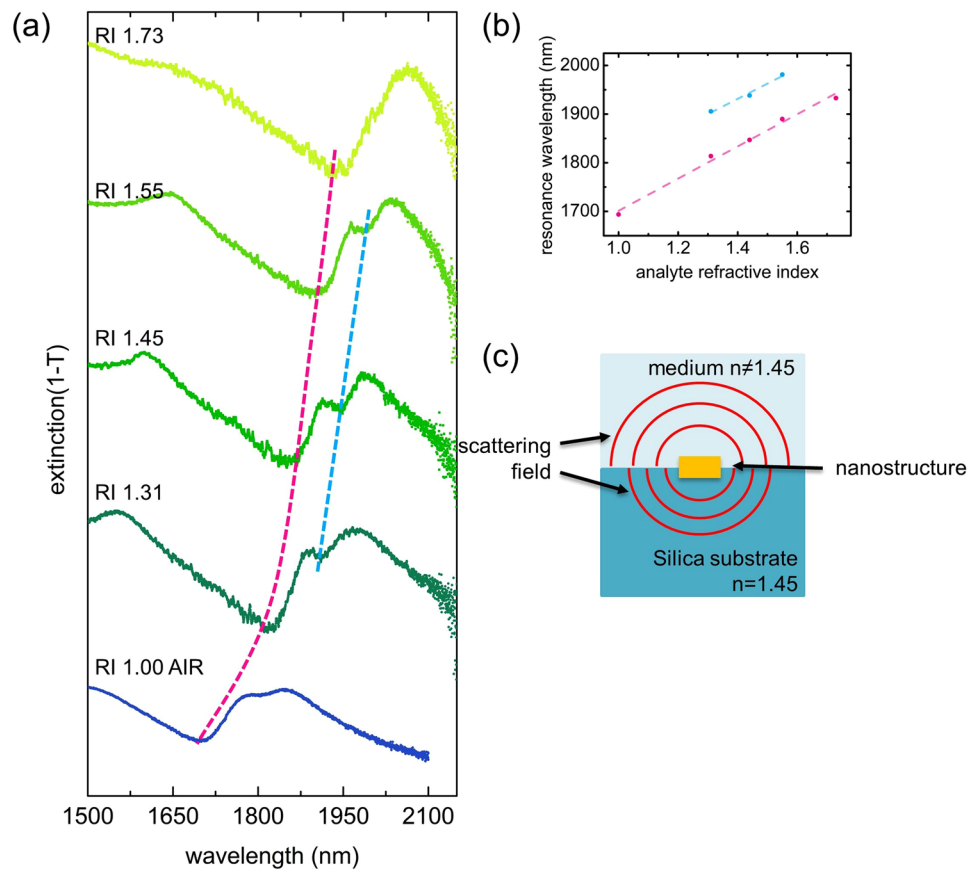 (a)
RI 1.73
RI 1.55
RI 1.45
RI 1.31
RI 1.00 AIR
extinction(1-T)
1500 1650 1800 1950 2100
wavelength (nm)
(b)
resonance wavelength (nm)
2000
1900
1800
1700
1.0 1.2 1.4 1.6
analyte refractive index
(c)
medium n≠1.45
scattering
field
nanostructure
Silica substrate
n=1.45